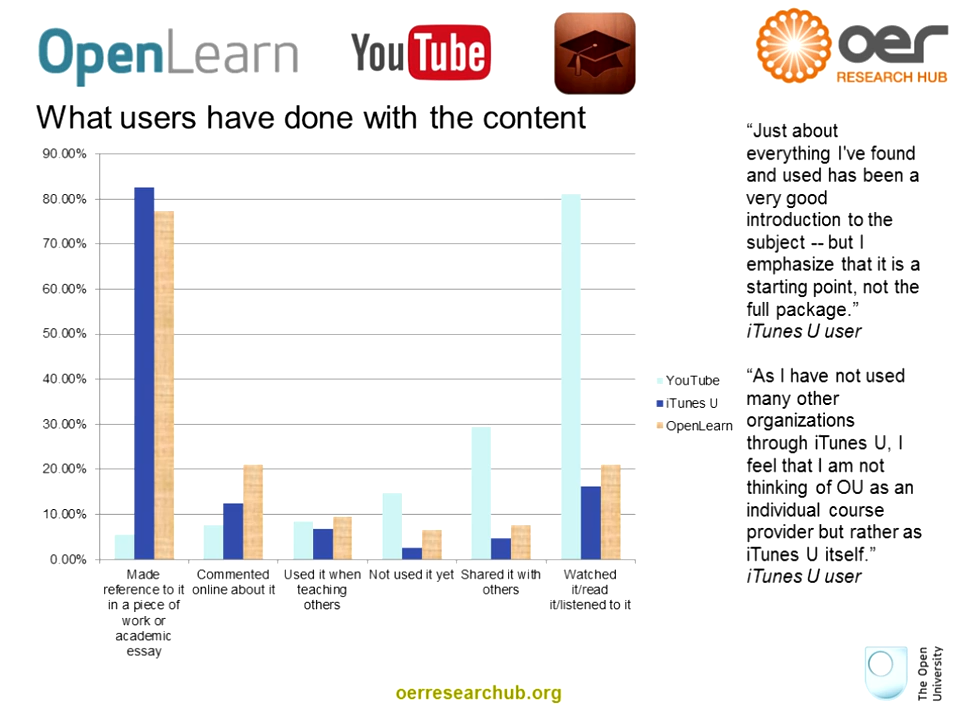 OpenLearn
YouTube
oer
RESEARCH HUB
What users have done with the content
90.00%
80.00%
70.00%
60.00%
50.00%
40.00%
30.00%
20.00%
10.00%
0.00%
Made
reference to it
in a piece of
work or
academic
essay
Commented
online about it
Used it when
teaching
others
Not used it yet
Shared it with
others
Watched
it/read
it/listened to it
YouTube
iTunes U
OpenLearn
“Just about
everything I've found
and used has been a
very good
introduction to the
subject -- but I
emphasize that it is a
starting point, not the
full package.”
iTunes U user
“As I have not used
many other
organizations
through iTunes U, I
feel that I am not
thinking of OU as an
individual course
provider but rather as
iTunes U itself.”
iTunes U user
oerresearchub.org
The Open
University